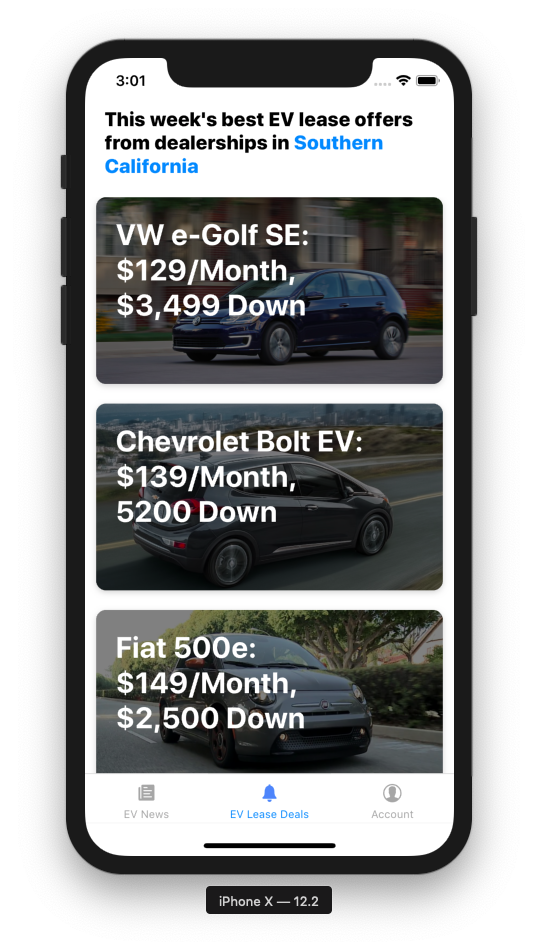 3:01
This week's best EV lease offers
from dealerships in Southern
California
VW e-Golf SE:
$129/Month,
$3,499 Down
Chevrolet Bolt EV:
$139/Month,
5200 Down
Fiat 500e:
$149/Month,
$2,500 Down
EV News
EV Lease Deals
Account
iPhone X — 12.2